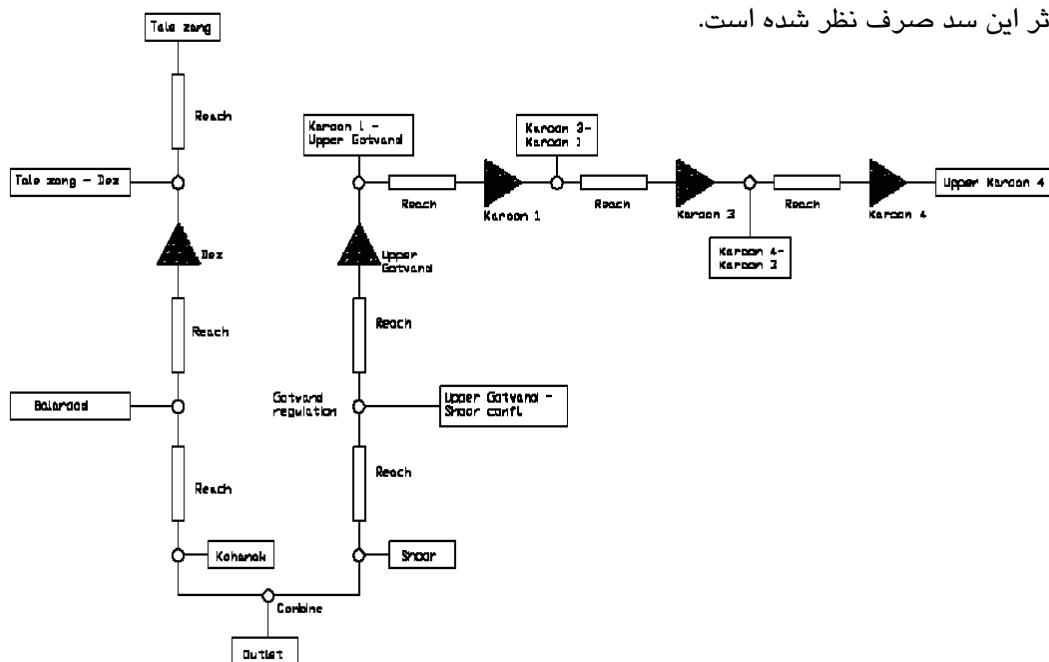 ثر این سد صرف نظر شده است.
Tale zang
Reach
Karoon 1 -
Upper Gotvand
Karoon 3-
Karoon 1
Tale zang - Dez
Upper Karoon 4
Reach
Karoon 1
Reach
Karoon 3
Reach
Karoon 4
Dez
Upper
Gotvand
Karoon 4-
Karoon 3
Reach
Reach
Balarood
Gotvand
regulation
Upper Gotvand -
Shoor confl.
Reach
Reach
Kohanak
Shoor
Combine
Outlet